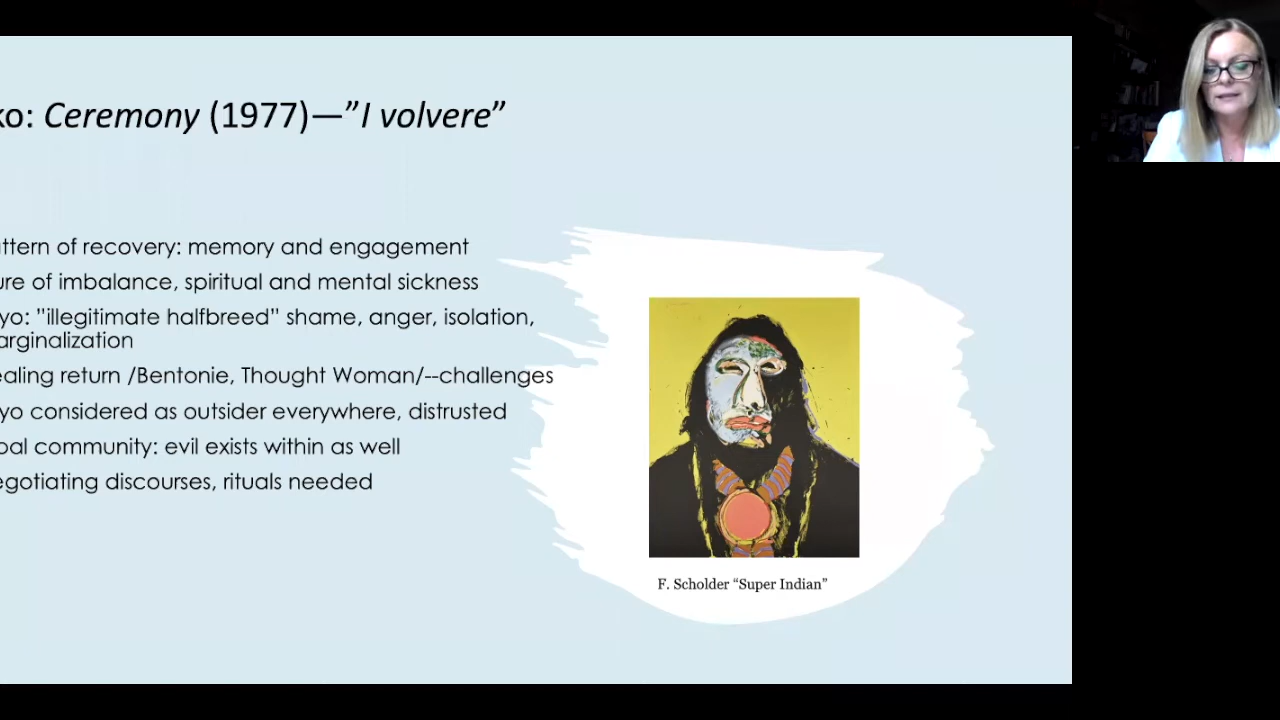 ko: Ceremony (1977)—”I volvere”
ttern of recovery: memory and engagement
ure of imbalance, spiritual and mental sickness
yo: ”illegitimate halfbreed” shame, anger, isolation,
arginalization
ealing return /Bentonie, Thought Woman/--challenges
yo considered as outsider everywhere, distrusted
bal community: evil exists within as well
egotiating discourses, rituals needed
F. Scholder “Super Indian”